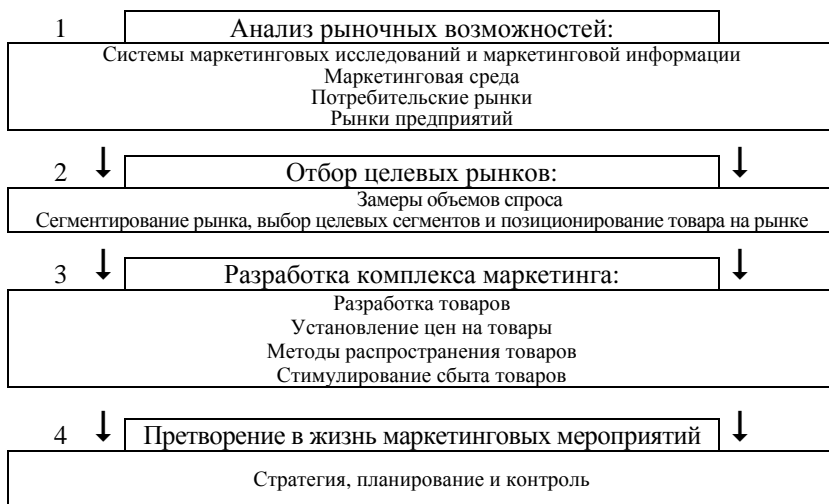 1 Анализ рыночных возможностей:
Системы маркетинговых исследований и маркетинговой информации
Маркетинговая среда
Потребительские рынки
Рынки предприятий
2 Отбор целевых рынков:
Замеры объемов спроса
Сегментирование рынка, выбор целевых сегментов и позиционирование товара на рынке
3 Разработка комплекса маркетинга:
Разработка товаров
Установление цен на товары
Методы распространения товаров
Стимулирование сбыта товаров
4 Претворение в жизнь маркетинговых мероприятий
Стратегия, планирование и контроль